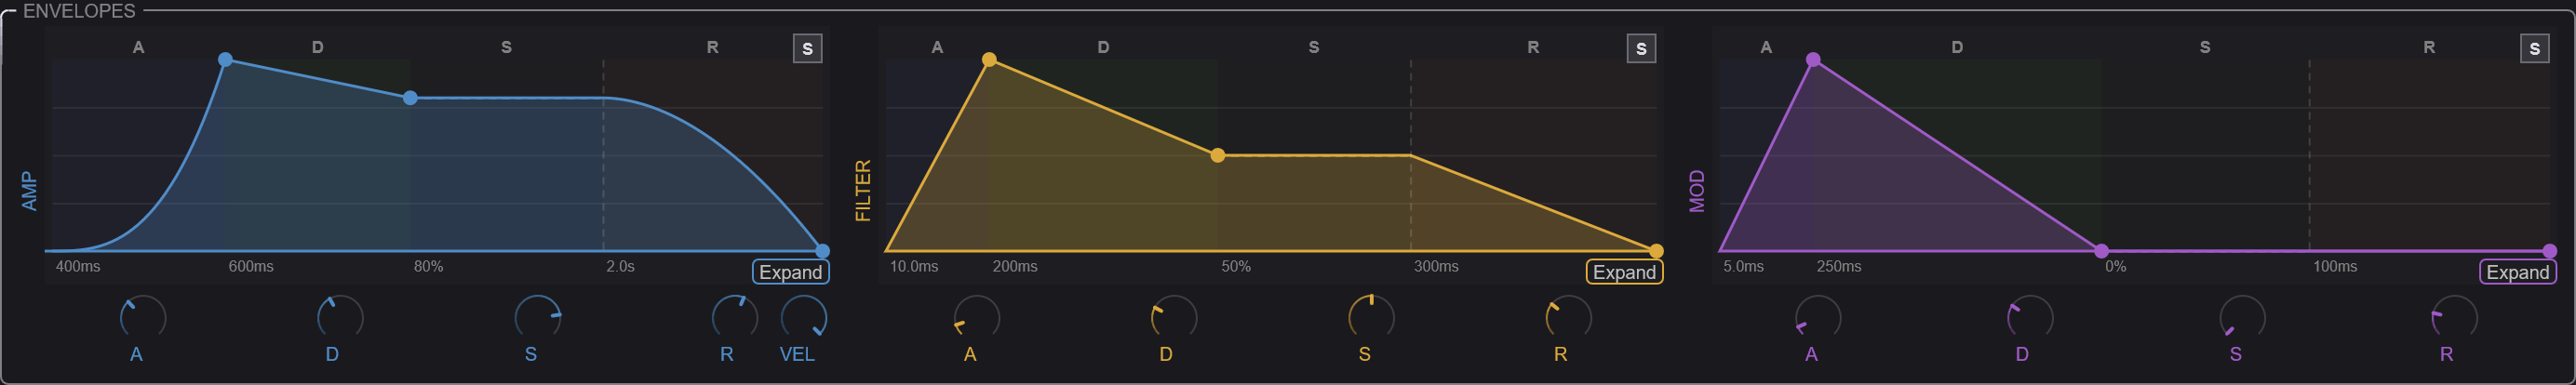 ENVELOPES
AMP
A D S R S
400ms 600ms 80% 2.0s
Expand
A D S R VEL
FILTER
A D S R S
10.0ms 200ms 50% 300ms
Expand
A D S R
MOD
A D S R S
5.0ms 250ms 0% 100ms
Expand
A D S R